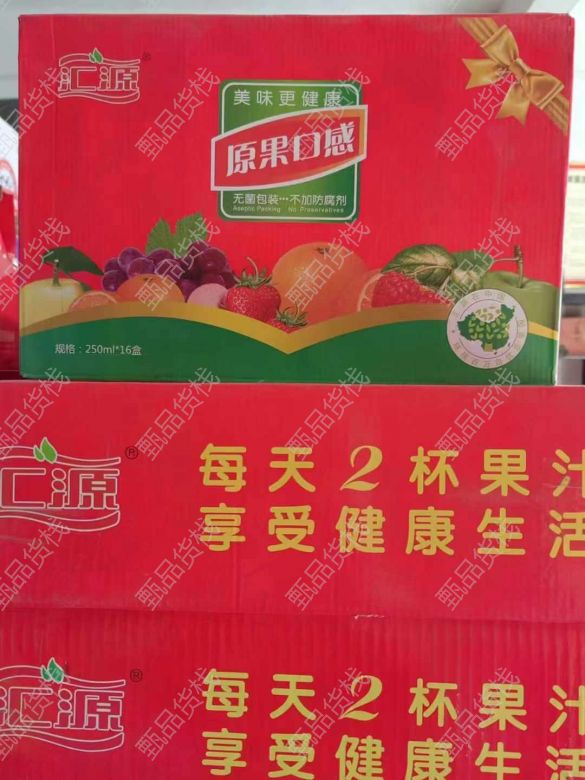 汇源®
美味更健康
原果口感
无菌包装···不加防腐剂
Aseptic Packing No Preservatives
规格：250ml*16盒
汇源®
每天2杯果汁
享受健康生活
汇源®
每天2杯果汁
享受健康生活
甄品货栈